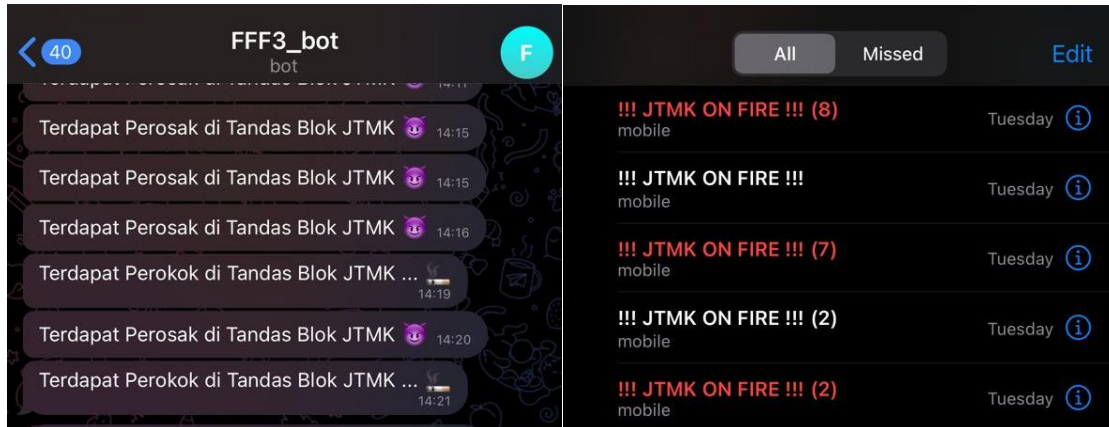 40
FFF3_bot
bot
F
14:11
Terdapat Perosak di Tandas Blok JTMK 😈 14:15
Terdapat Perosak di Tandas Blok JTMK 😈 14:15
Terdapat Perosak di Tandas Blok JTMK 😈 14:16
Terdapat Perokok di Tandas Blok JTMK ... 🚬
14:19
Terdapat Perosak di Tandas Blok JTMK 😈 14:20
Terdapat Perokok di Tandas Blok JTMK ... 🚬
14:21
All Missed Edit
!!! JTMK ON FIRE !!! (8)
mobile
Tuesday
!!! JTMK ON FIRE !!!
mobile
Tuesday
!!! JTMK ON FIRE !!! (7)
mobile
Tuesday
!!! JTMK ON FIRE !!! (2)
mobile
Tuesday
!!! JTMK ON FIRE !!! (2)
mobile
Tuesday